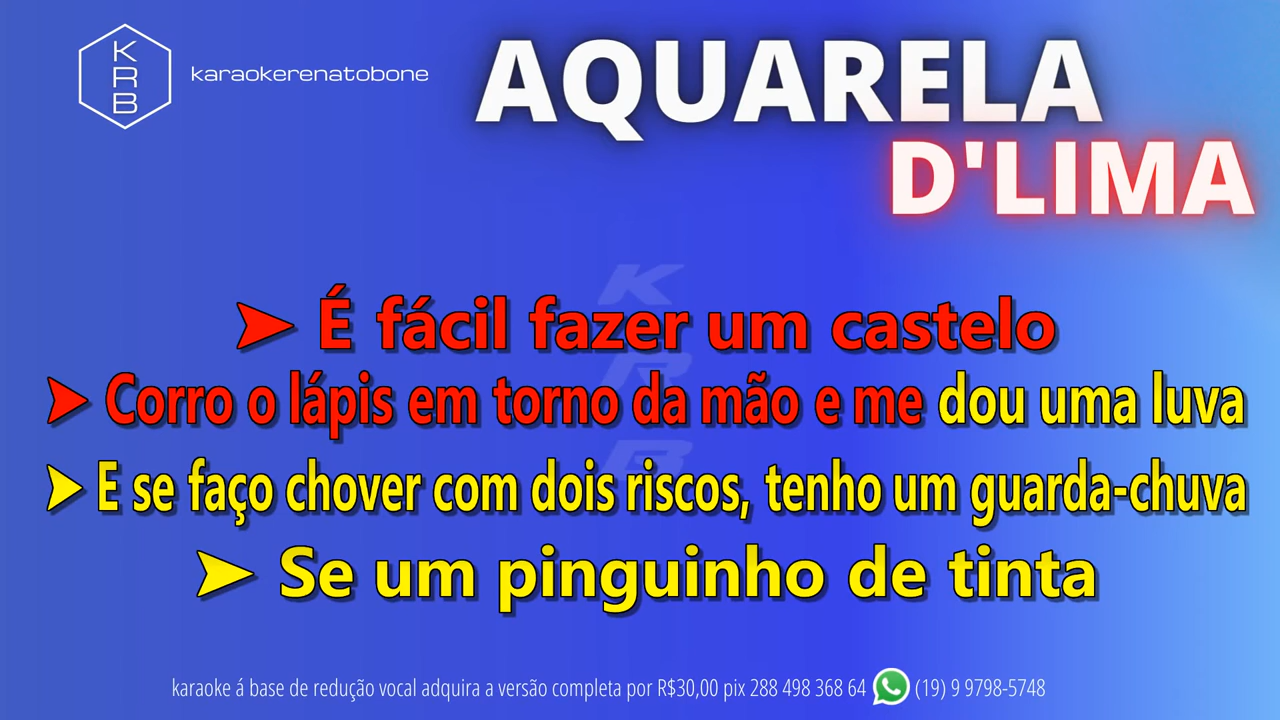 KRB
karaokerenatobone
AQUARELA
D'LIMA
➤ É fácil fazer um castelo
➤ Corro o lápis em torno da mão e me dou uma luva
➤ E se faço chover com dois riscos, tenho um guarda-chuva
➤ Se um pinguinho de tinta
KRB
karaoke á base de redução vocal adquira a versão completa por R$30,00 pix 288 498 368 64 (19) 9 9798-5748